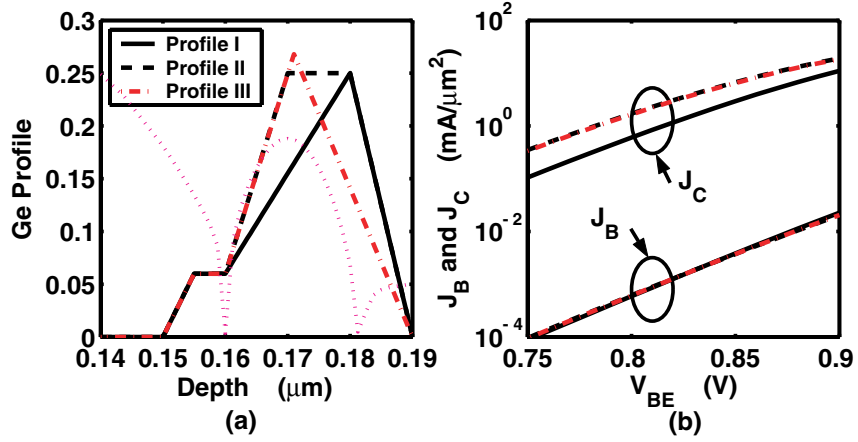 0.3
0.25
0.2
0.15
0.1
0.05
0
Ge Profile
Profile I
Profile II
Profile III
0.14 0.15 0.16 0.17 0.18 0.19
Depth (μm)
(a)
10^2
10^0
10^-2
10^-4
J_B and J_C (mA/μm^2)
J_C
J_B
0.75 0.8 0.85 0.9
V_BE (V)
(b)